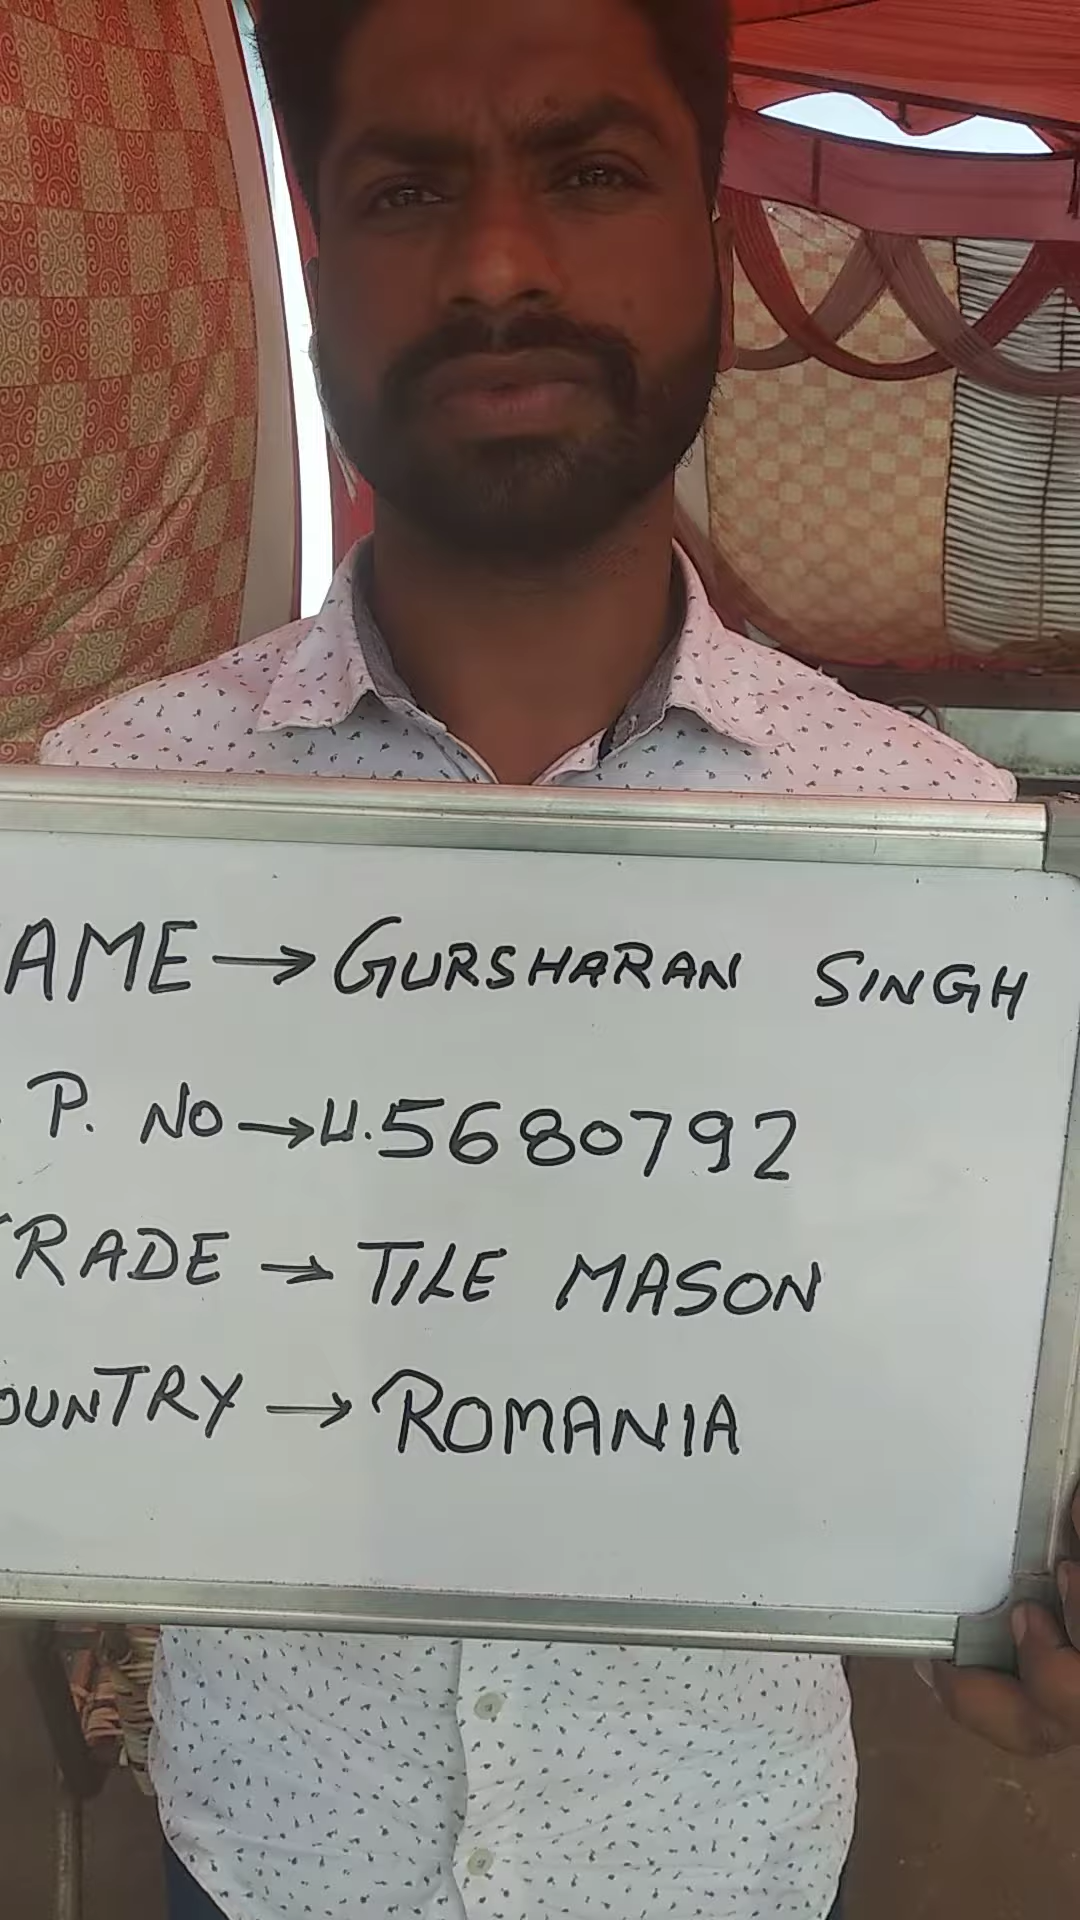 AME → GURSHARAN SINGH
P. NO → U.5680792
RADE → TILE MASON
OUNTRY → ROMANIA